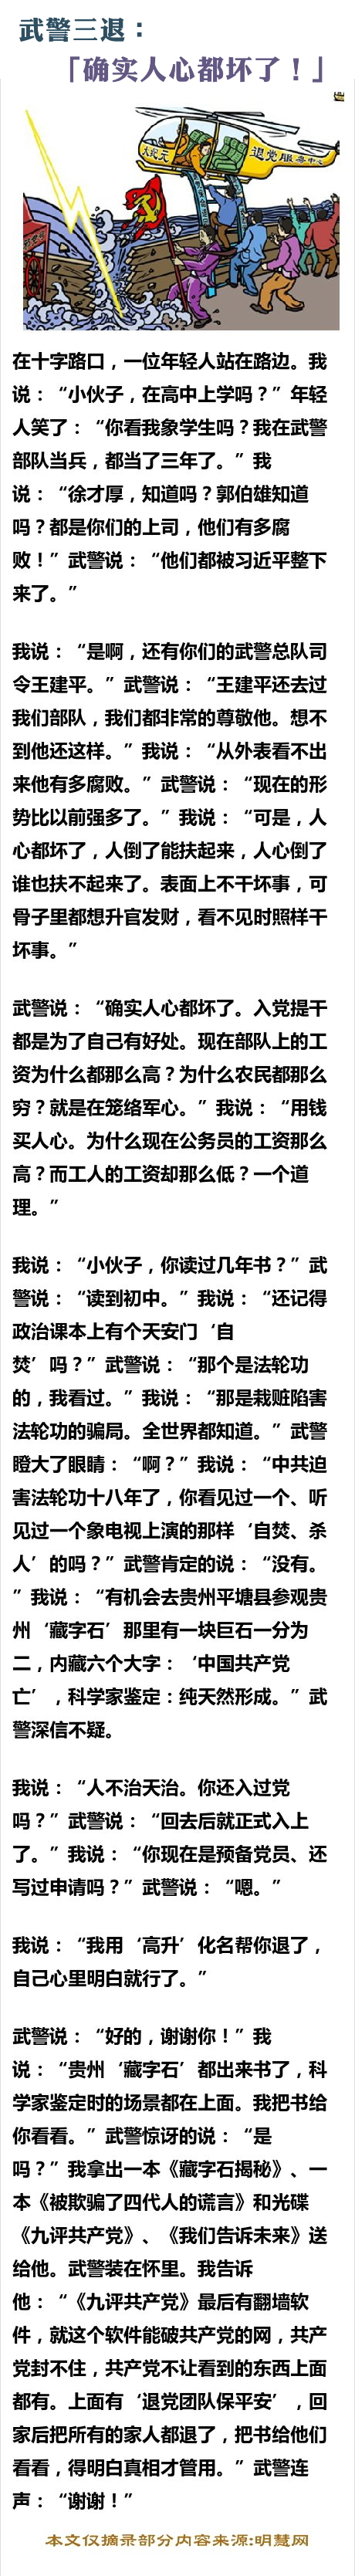 武警三退：
「确实人心都坏了！」
大纪元
退党服务中心
在十字路口，一位年轻人站在路边。我
说：“小伙子，在高中上学吗？”年轻
人笑了：“你看我象学生吗？我在武警
部队当兵，都当了三年了。”我
说：“徐才厚，知道吗？郭伯雄知道
吗？都是你们的上司，他们有多腐
败！”武警说：“他们都被习近平整下
来了。”
我说：“是啊，还有你们的武警总队司
令王建平。”武警说：“王建平还去过
我们部队，我们都非常的尊敬他。想不
到他还这样。”我说：“从外表看不出
来他有多腐败。”武警说：“现在的形
势比以前强多了。”我说：“可是，人
心都坏了，人倒了能扶起来，人心倒了
谁也扶不起来了。表面上不干坏事，可
骨子里都想升官发财，看不见时照样干
坏事。”
武警说：“确实人心都坏了。入党提干
都是为了自己有好处。现在部队上的工
资为什么都那么高？为什么农民都那么
穷？就是在笼络军心。”我说：“用钱
买人心。为什么现在公务员的工资那么
高？而工人的工资却那么低？一个道
理。”
我说：“小伙子，你读过几年书？”武
警说：“读到初中。”我说：“还记得
政治课本上有个天安门‘自
焚’吗？”武警说：“那个是法轮功
的，我看过。”我说：“那是栽赃陷害
法轮功的骗局。全世界都知道。”武警
瞪大了眼睛：“啊？”我说：“中共迫
害法轮功十八年了，你看见过一个、听
见过一个象电视上演的那样‘自焚、杀
人’的吗？”武警肯定的说：“没有。
”我说：“有机会去贵州平塘县参观贵
州‘藏字石’那里有一块巨石一分为
二，内藏六个大字：‘中国共产党
亡’，科学家鉴定：纯天然形成。”武
警深信不疑。
我说：“人不治天治。你还入过党
吗？”武警说：“回去后就正式入上
了。”我说：“你现在是预备党员、还
写过申请吗？”武警说：“嗯。”
我说：“我用‘高升’化名帮你退了，
自己心里明白就行了。”
武警说：“好的，谢谢你！”我
说：“贵州‘藏字石’都出来书了，科
学家鉴定时的场景都在上面。我把书给
你看看。”武警惊讶的说：“是
吗？”我拿出一本《藏字石揭秘》、一
本《被欺骗了四代人的谎言》和光碟
《九评共产党》、《我们告诉未来》送
给他。武警装在怀里。我告诉
他：“《九评共产党》最后有翻墙软
件，就这个软件能破共产党的网，共产
党封不住，共产党不让看到的东西上面
都有。上面有‘退党团队保平安’，回
家后把所有的家人都退了，把书给他们
看看，得明白真相才管用。”武警连
声：“谢谢！”
本文仅摘录部分内容来源:明慧网